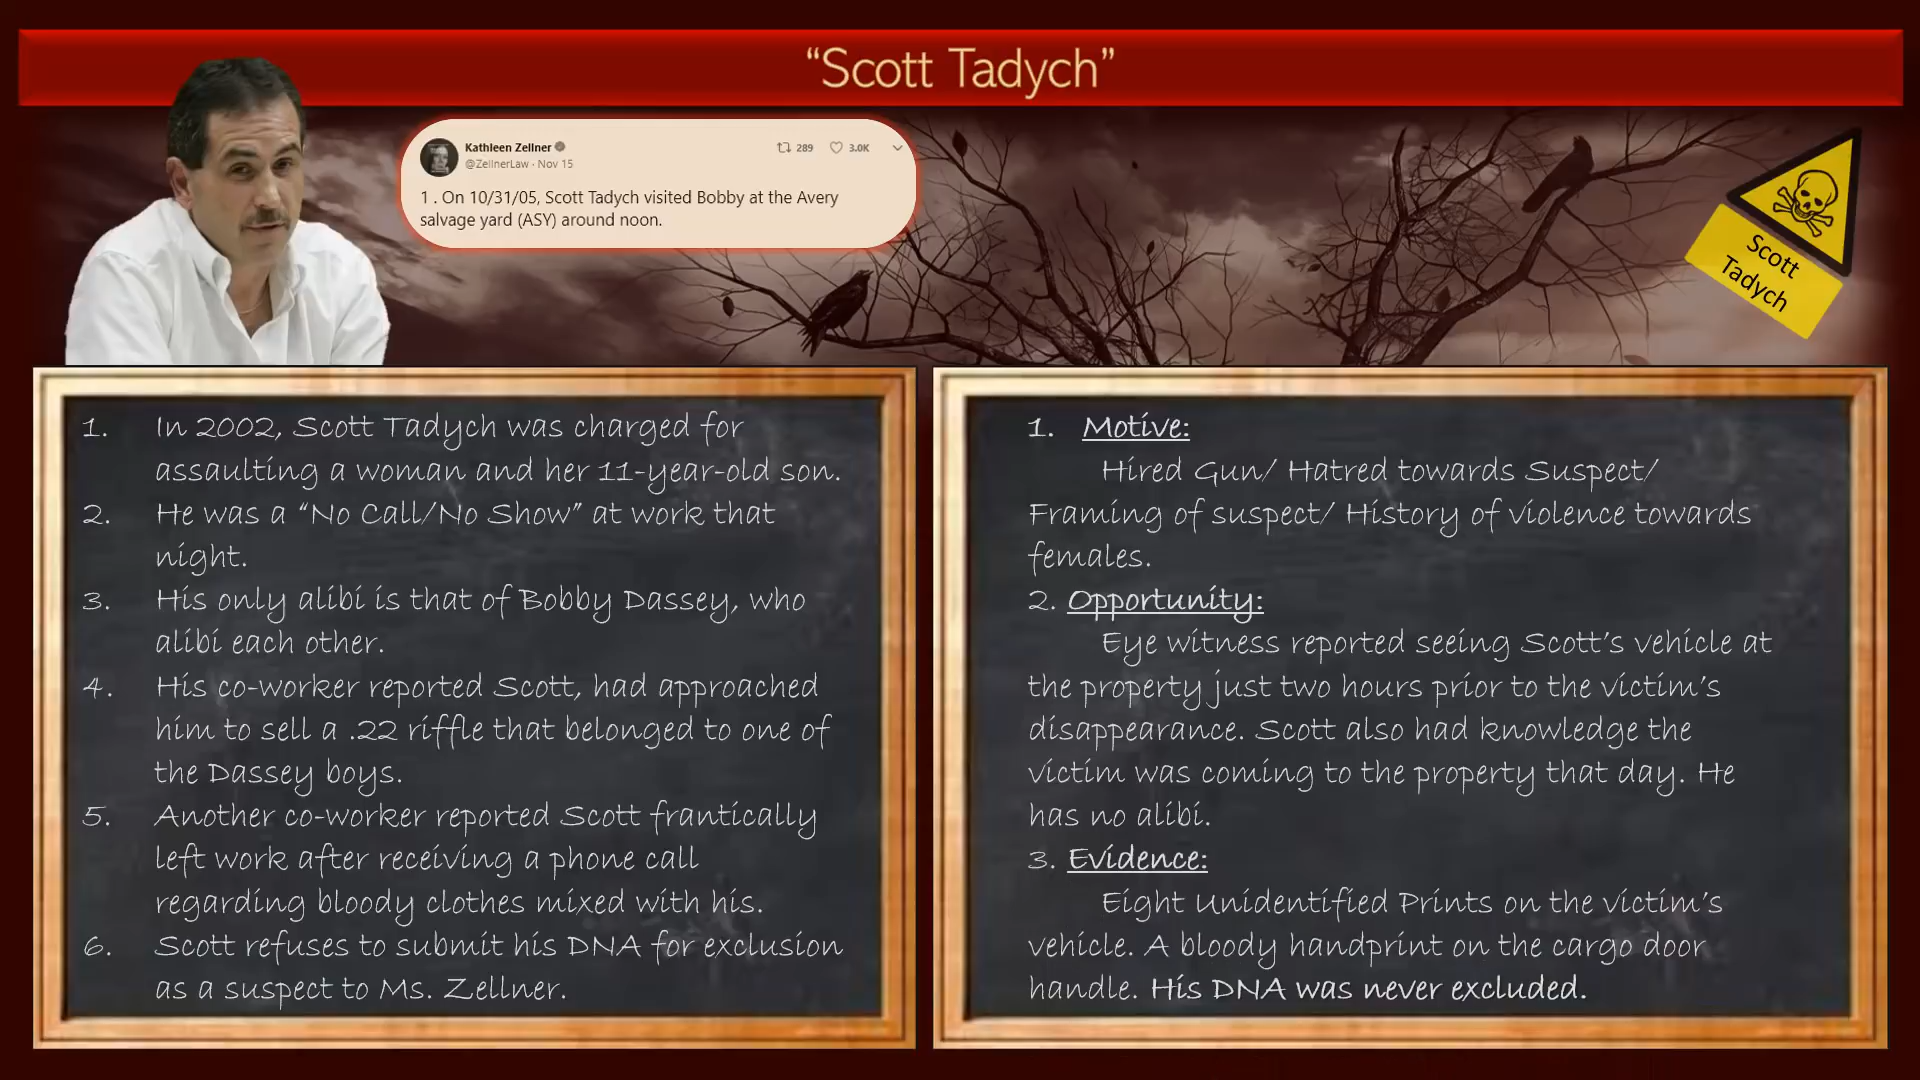 “Scott Tadych”
Kathleen Zellner
@ZellnerLaw · Nov 15
289
3.0K
1 . On 10/31/05, Scott Tadych visited Bobby at the Avery
salvage yard (ASY) around noon.
Scott
Tadych
1. In 2002, Scott Tadych was charged for
assaulting a woman and her 11-year-old son.
2. He was a “No Call/No Show” at work that
night.
3. His only alibi is that of Bobby Dassey, who
alibi each other.
4. His co-worker reported Scott, had approached
him to sell a .22 riffle that belonged to one of
the Dassey boys.
5. Another co-worker reported Scott frantically
left work after receiving a phone call
regarding bloody clothes mixed with his.
6. Scott refuses to submit his DNA for exclusion
as a suspect to Ms. Zellner.
1. Motive:
Hired Gun/ Hatred towards Suspect/
Framing of suspect/ History of violence towards
females.
2. Opportunity:
Eye witness reported seeing Scott’s vehicle at
the property just two hours prior to the victim’s
disappearance. Scott also had knowledge the
victim was coming to the property that day. He
has no alibi.
3. Evidence:
Eight Unidentified Prints on the victim’s
vehicle. A bloody handprint on the cargo door
handle. His DNA was never excluded.